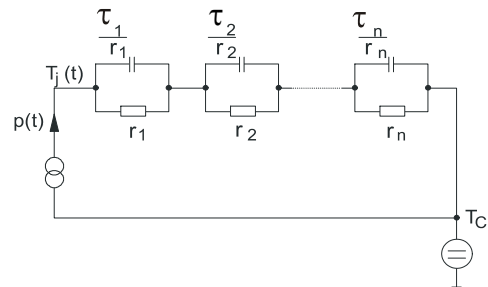 τ1 τ2 τn
r1 r2 rn
Tj (t)
p(t)
r1 r2 rn
TC